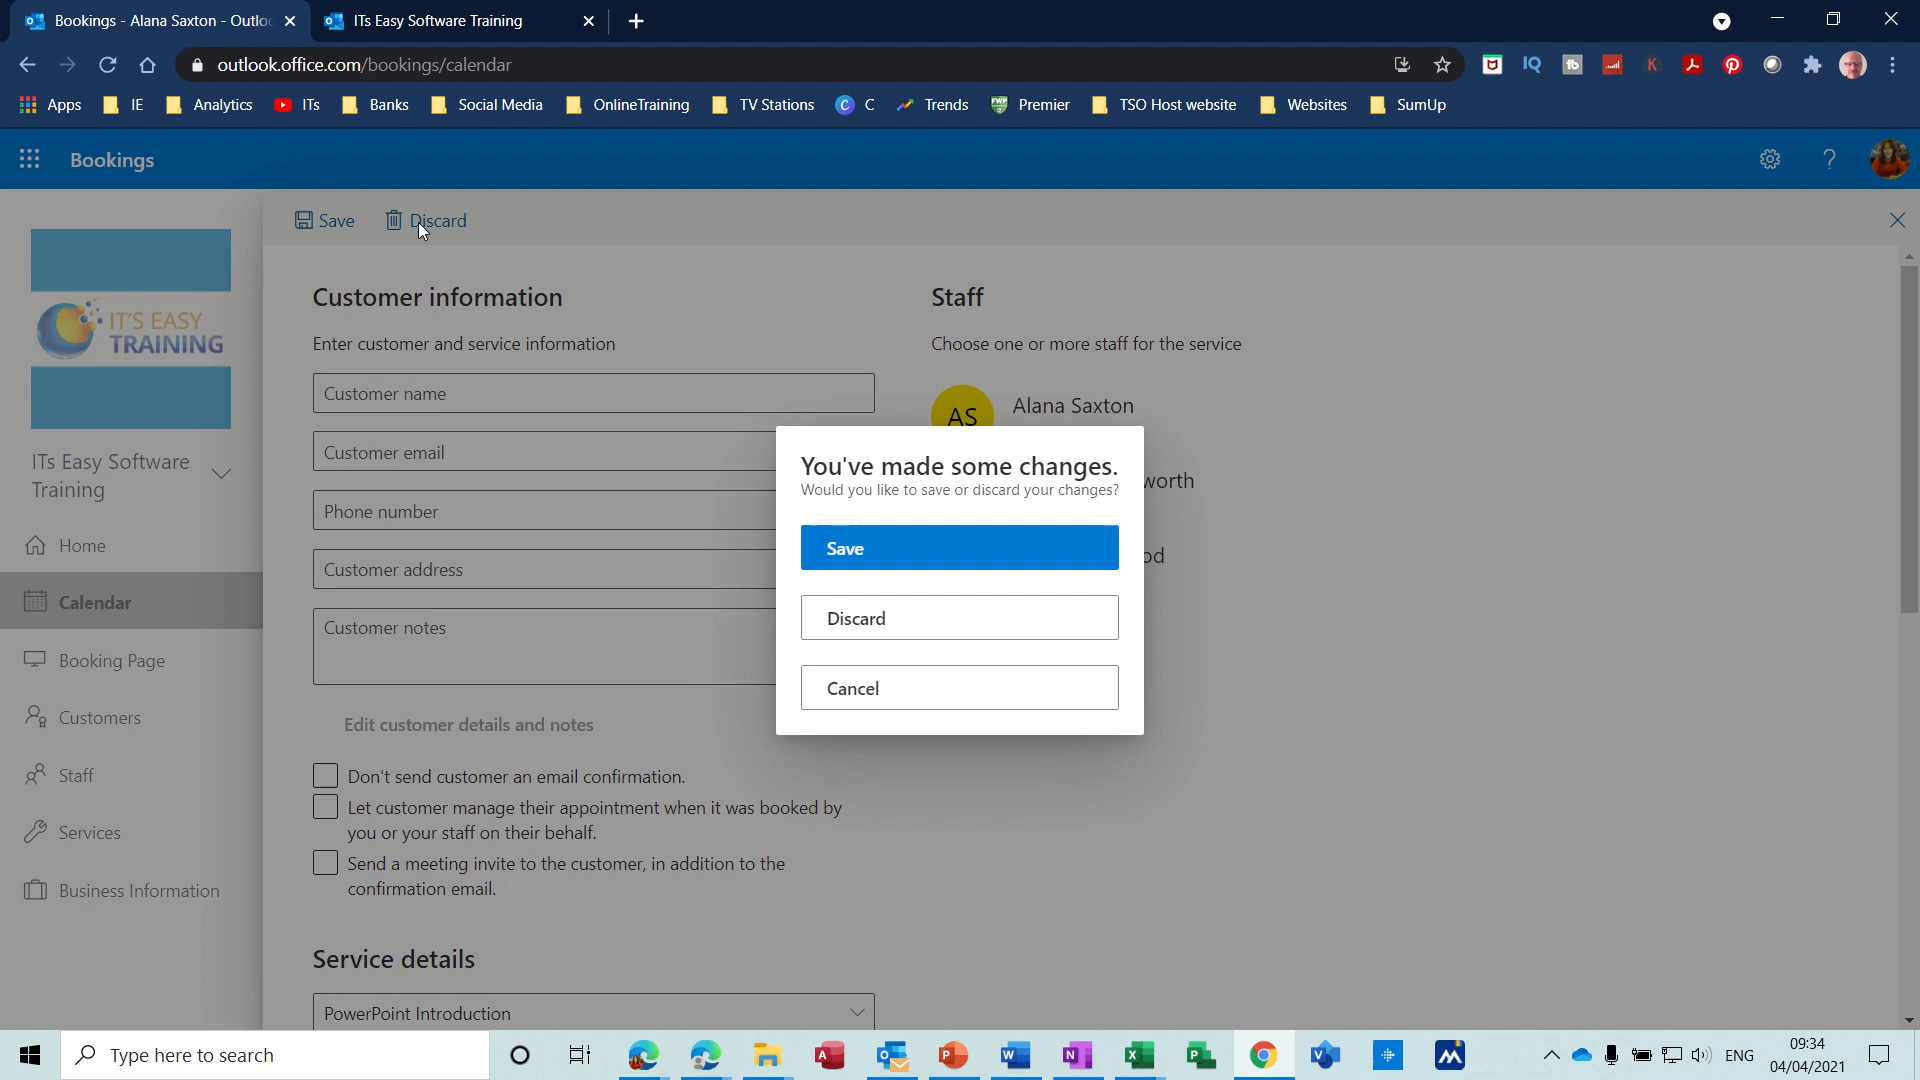 Bookings - Alana Saxton - Outlo
ITs Easy Software Training
outlook.office.com/bookings/calendar
IQ
K
Apps
IE
Analytics
ITs
Banks
Social Media
OnlineTraining
TV Stations
C
C
Trends
Premier
TSO Host website
Websites
SumUp
Bookings
?
Save
Discard
IT'S EASY
TRAINING
ITs Easy Software
Training
Home
Calendar
Booking Page
Customers
Staff
Services
Business Information
Customer information
Enter customer and service information
Customer name
Customer email
Phone number
Customer address
Customer notes
Edit customer details and notes
Don't send customer an email confirmation.
Let customer manage their appointment when it was booked by
you or your staff on their behalf.
Send a meeting invite to the customer, in addition to the
confirmation email.
Service details
PowerPoint Introduction
Staff
Choose one or more staff for the service
AS
Alana Saxton
worth
od
You've made some changes.
Would you like to save or discard your changes?
Save
Discard
Cancel
Type here to search
ENG
09:34
04/04/2021